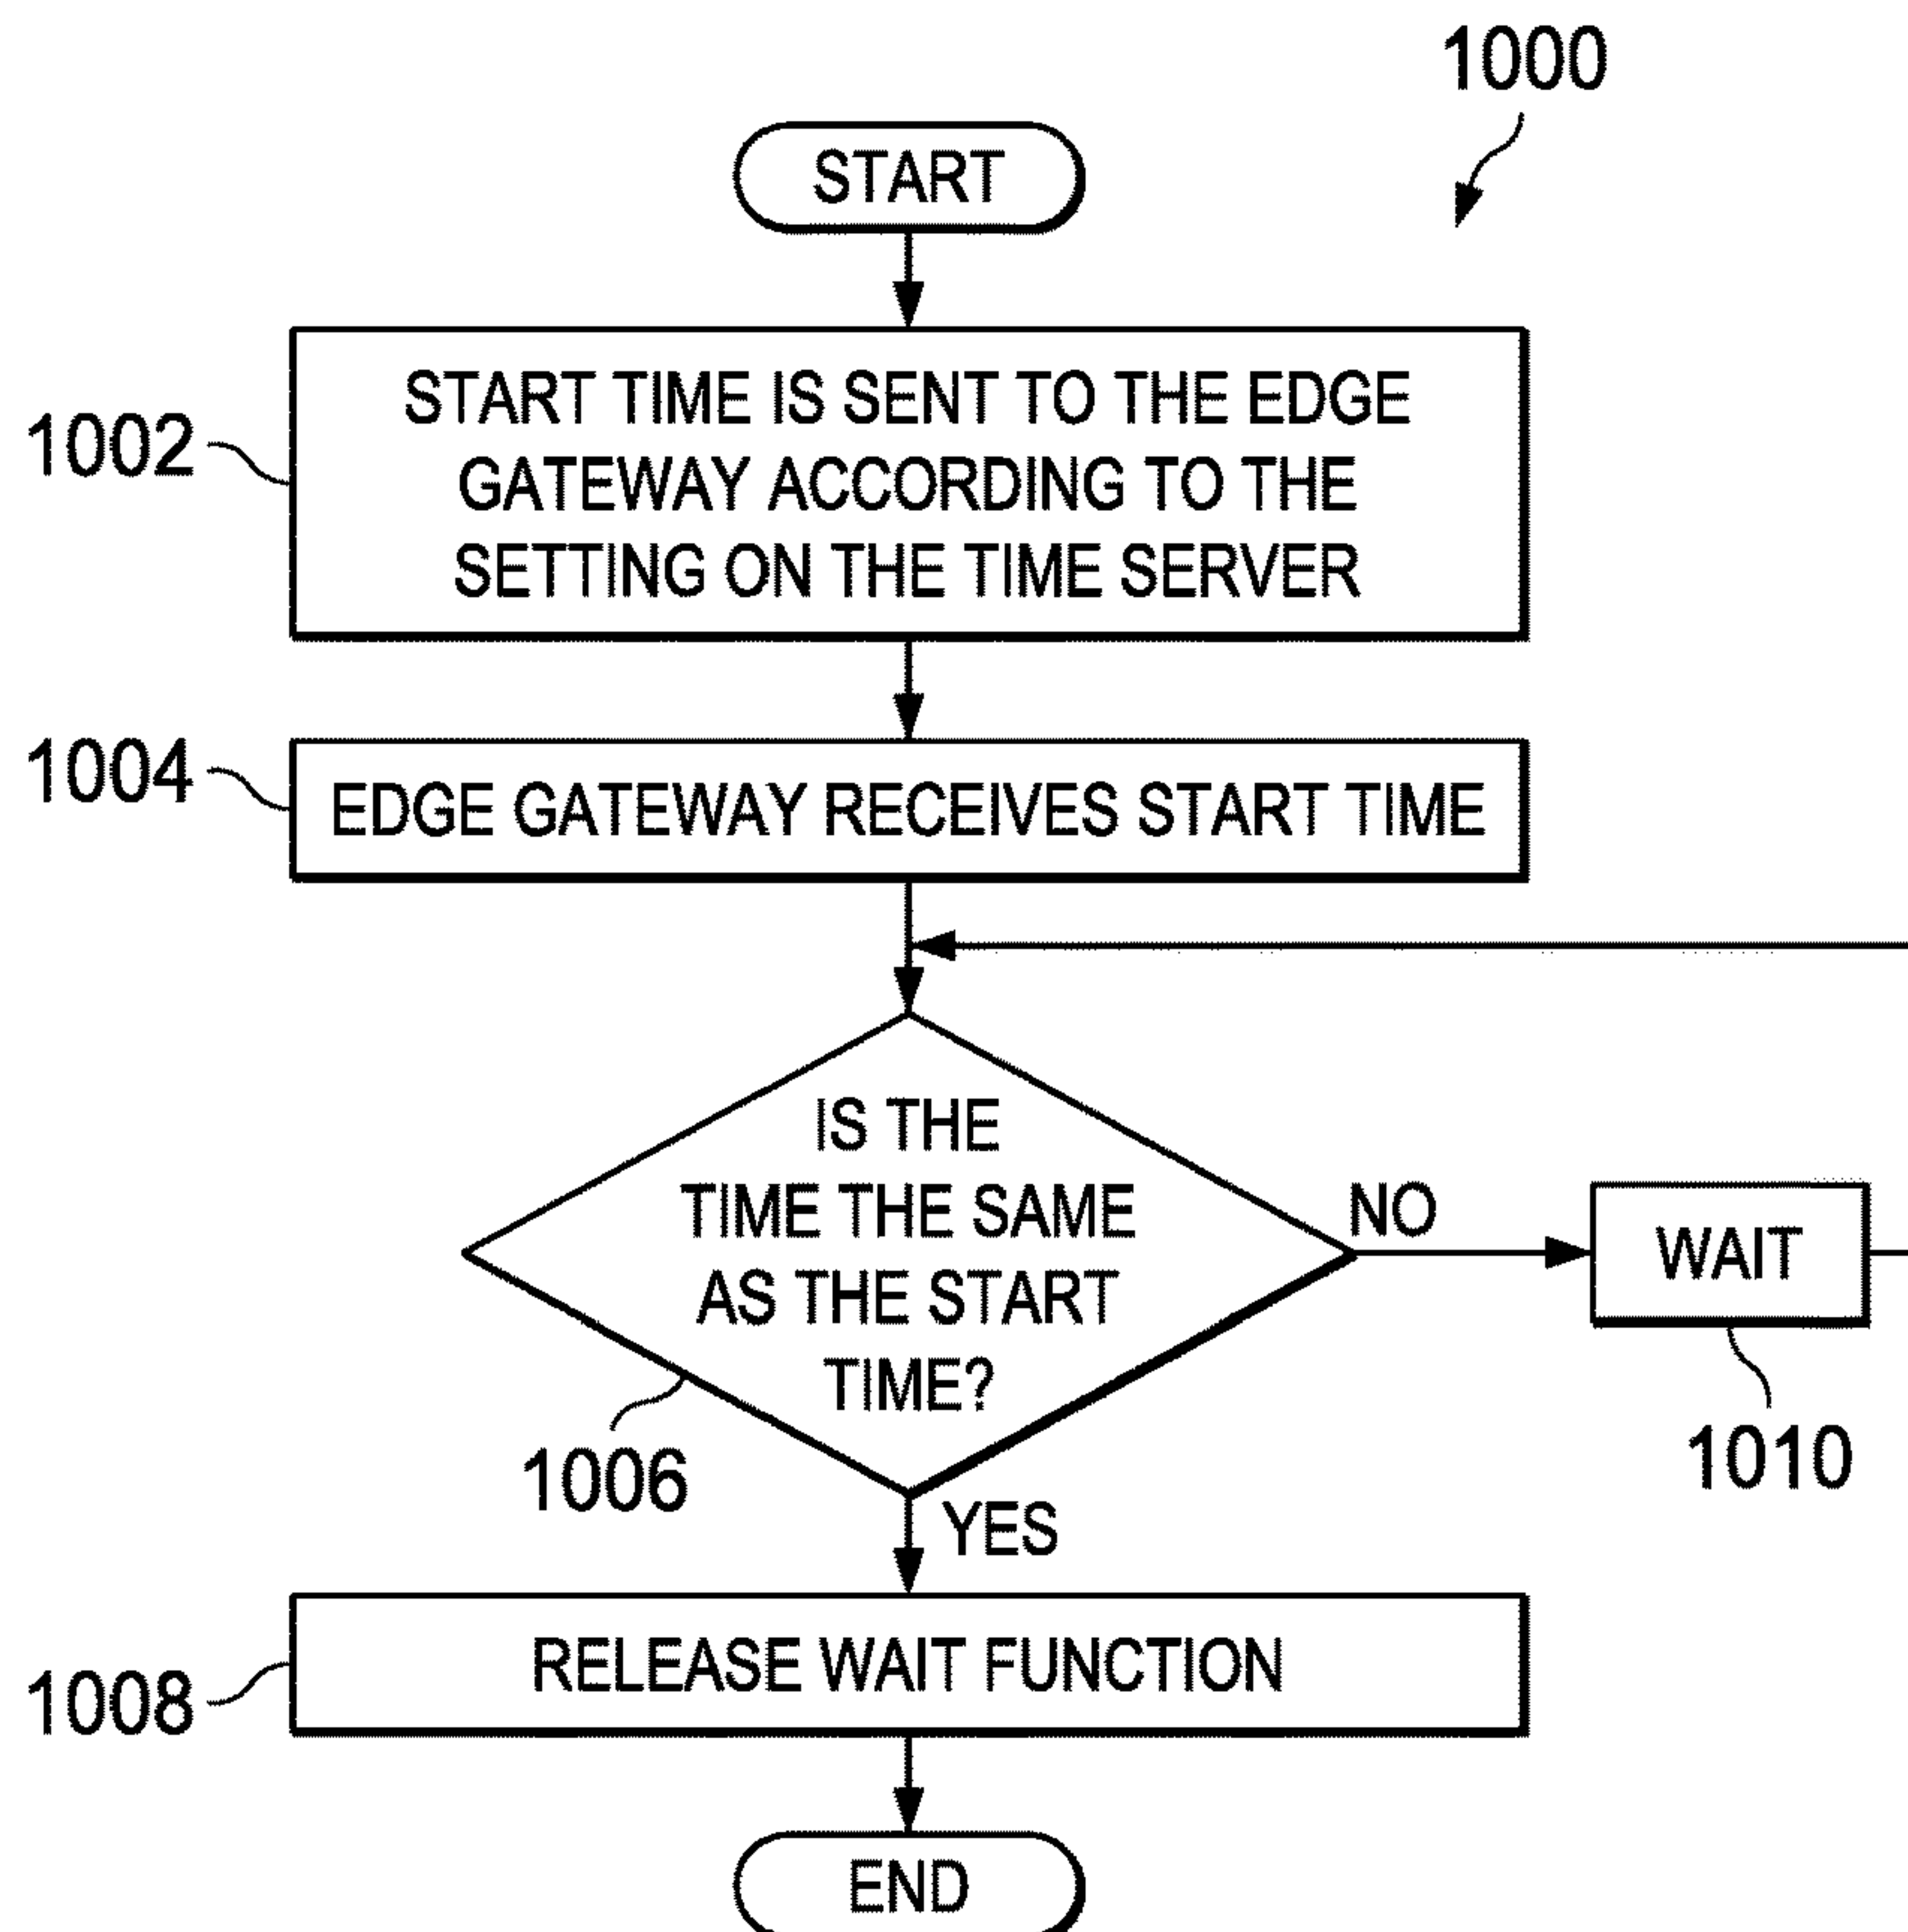 1000
START
1002
START TIME IS SENT TO THE EDGE
GATEWAY ACCORDING TO THE
SETTING ON THE TIME SERVER
1004
EDGE GATEWAY RECEIVES START TIME
IS THE
TIME THE SAME
AS THE START
TIME?
NO
WAIT
1006
1010
YES
1008
RELEASE WAIT FUNCTION
END